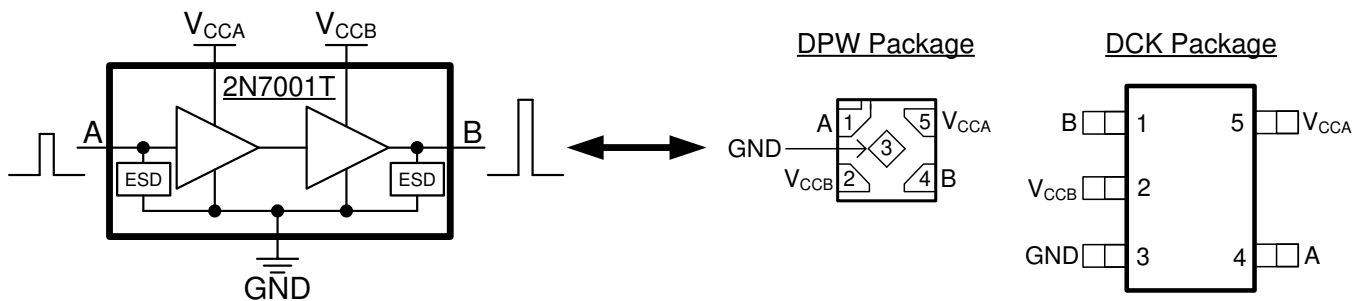 VCCA VCCB
2N7001T
A B
ESD ESD
GND
DPW Package
A 1 5 VCCA
GND 3
VCCB 2 4 B
DCK Package
B 1 5 VCCA
VCCB 2
GND 3 4 A